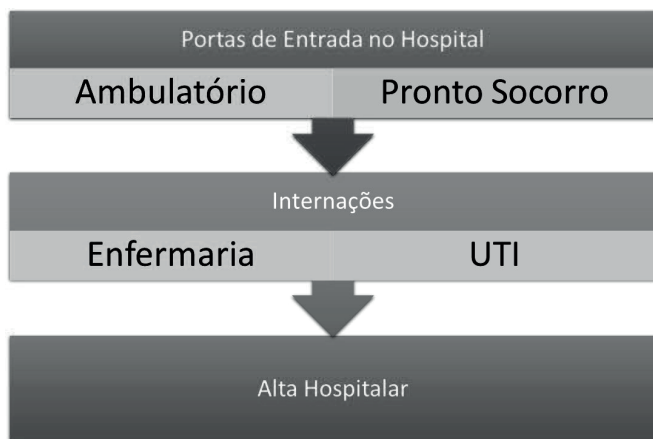 Portas de Entrada no Hospital
Ambulatório Pronto Socorro
Internações
Enfermaria UTI
Alta Hospitalar